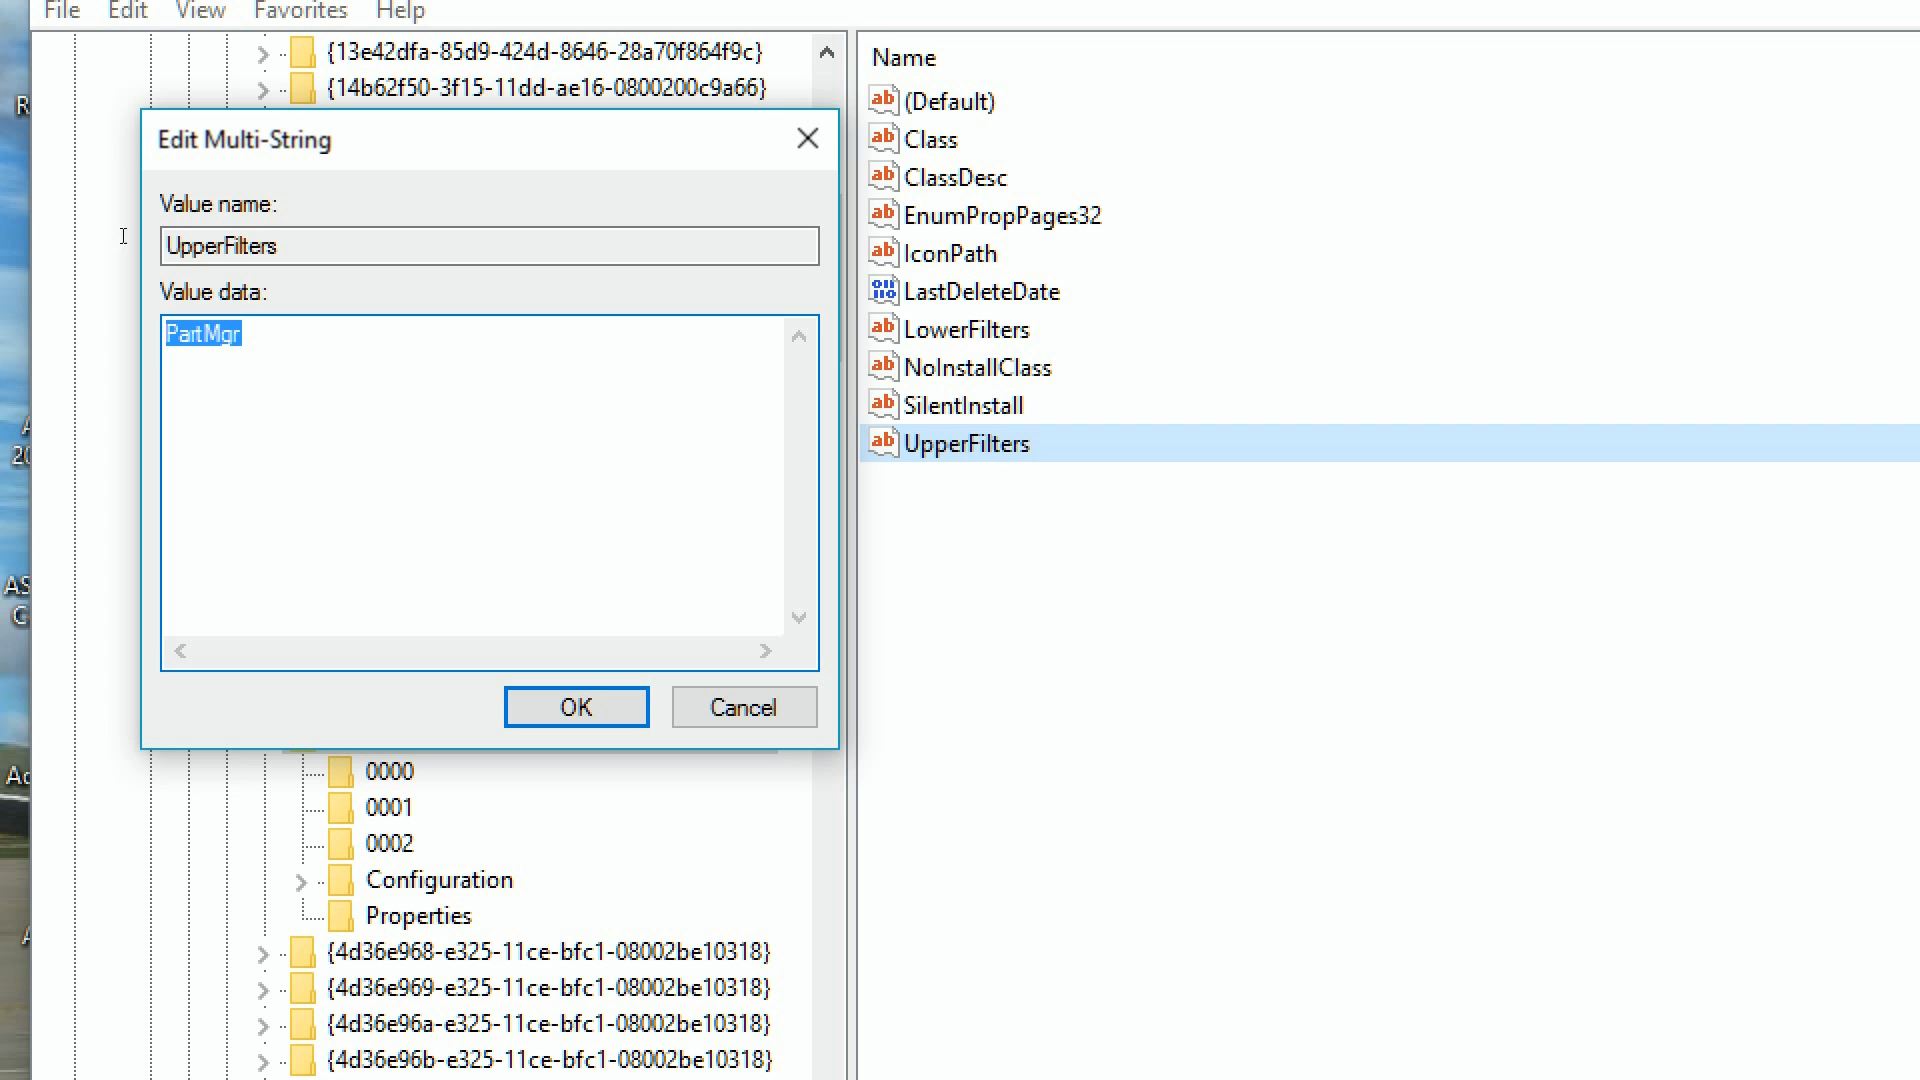 File Edit View Favorites Help
{13e42dfa-85d9-424d-8646-28a70f864f9c}
{14b62f50-3f15-11dd-ae16-0800200c9a66}
Edit Multi-String
Value name:
UpperFilters
Value data:
PartMgr
OK Cancel
0000
0001
0002
Configuration
Properties
{4d36e968-e325-11ce-bfc1-08002be10318}
{4d36e969-e325-11ce-bfc1-08002be10318}
{4d36e96a-e325-11ce-bfc1-08002be10318}
{4d36e96b-e325-11ce-bfc1-08002be10318}
Name
(Default)
Class
ClassDesc
EnumPropPages32
IconPath
LastDeleteDate
LowerFilters
NoInstallClass
SilentInstall
UpperFilters